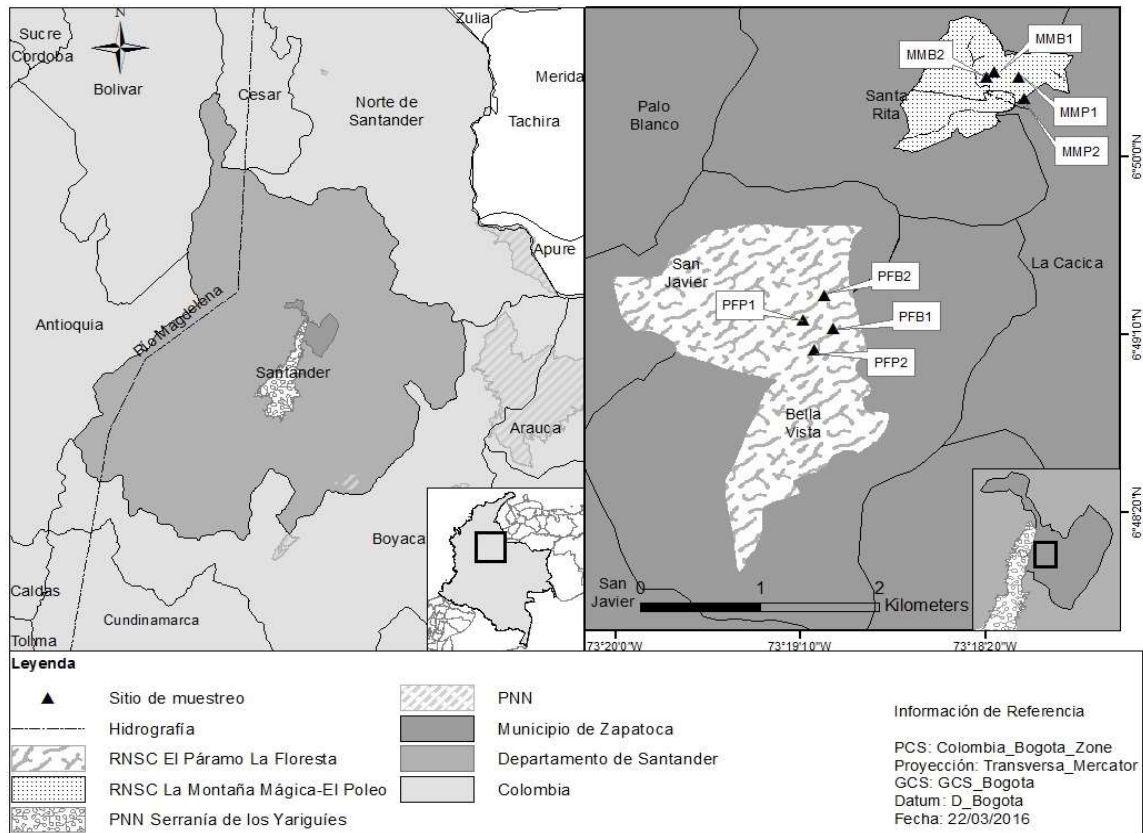 Sucre
Cordoba
N
Bolivar
Cesar
Zulia
Norte de
Santander
Merida
Tachira
Apure
Antioquia
Río Magdelena
Santander
Arauca
Boyaca
Caldas
Cundinamarca
Tolma
Palo
Blanco
Santa
Rita
MMB2
MMB1
MMP1
MMP2
San
Javier
La Cacica
PFP1
PFB2
PFB1
PFP2
Bella
Vista
San
Javier
0 1 2
Kilometers
6°50'0"N
6°49'10"N
6°48'20"N
73°20'0"W
73°19'10"W
73°18'20"W
Leyenda
Sitio de muestreo
Hidrografía
RNSC El Páramo La Floresta
RNSC La Montaña Mágica-El Poleo
PNN Serranía de los Yariguíes
PNN
Municipio de Zapatoca
Departamento de Santander
Colombia
Información de Referencia
PCS: Colombia_Bogota_Zone
Proyección: Transversa_Mercator
GCS: GCS_Bogota
Datum: D_Bogota
Fecha: 22/03/2016